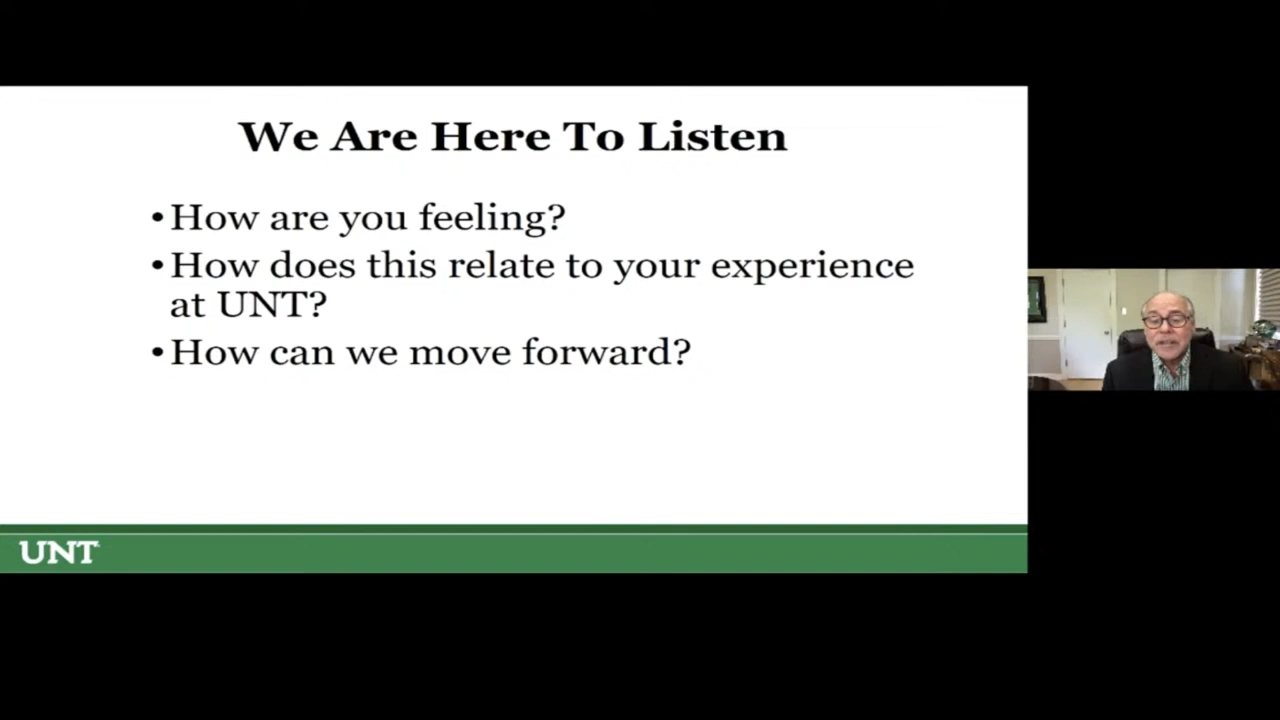 We Are Here To Listen
•How are you feeling?
•How does this relate to your experience
at UNT?
•How can we move forward?
UNT